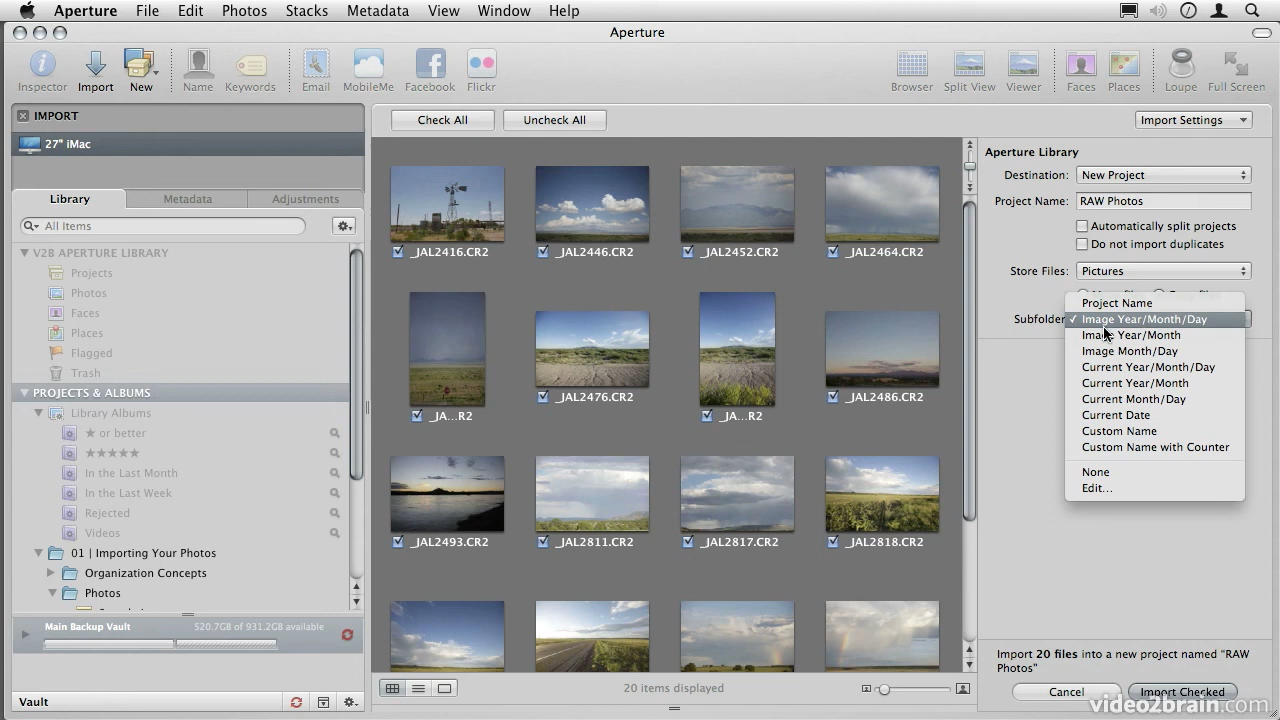 Aperture File Edit Photos Stacks Metadata View Window Help
Aperture
Inspector Import New Name Keywords Email MobileMe Facebook Flickr Browser Split View Viewer Faces Places Loupe Full Screen
IMPORT
27" iMac
Library Metadata Adjustments
All Items
V28 APERTURE LIBRARY
Projects
Photos
Faces
Places
Flagged
Trash
PROJECTS & ALBUMS
Library Albums
★ or better
★★★★★
In the Last Month
In the Last Week
Rejected
Videos
01 | Importing Your Photos
Organization Concepts
Photos
Main Backup Vault 520.7GB of 931.2GB available
Vault
Check All Uncheck All
_JAL2416.CR2 _JAL2446.CR2 _JAL2452.CR2 _JAL2464.CR2
_JA...R2 _JAL2476.CR2 _JA...R2 _JAL2486.CR2
_JAL2493.CR2 _JAL2811.CR2 _JAL2817.CR2 _JAL2818.CR2
20 items displayed
Import Settings
Aperture Library
Destination: New Project
Project Name: RAW Photos
Automatically split projects
Do not import duplicates
Store Files: Pictures
Subfolder
Project Name
✓ Image Year/Month/Day
Image Year/Month
Image Month/Day
Current Year/Month/Day
Current Year/Month
Current Month/Day
Current Date
Custom Name
Custom Name with Counter
None
Edit...
Import 20 files into a new project named "RAW
Photos"
Cancel Import Checked
video2brain.com